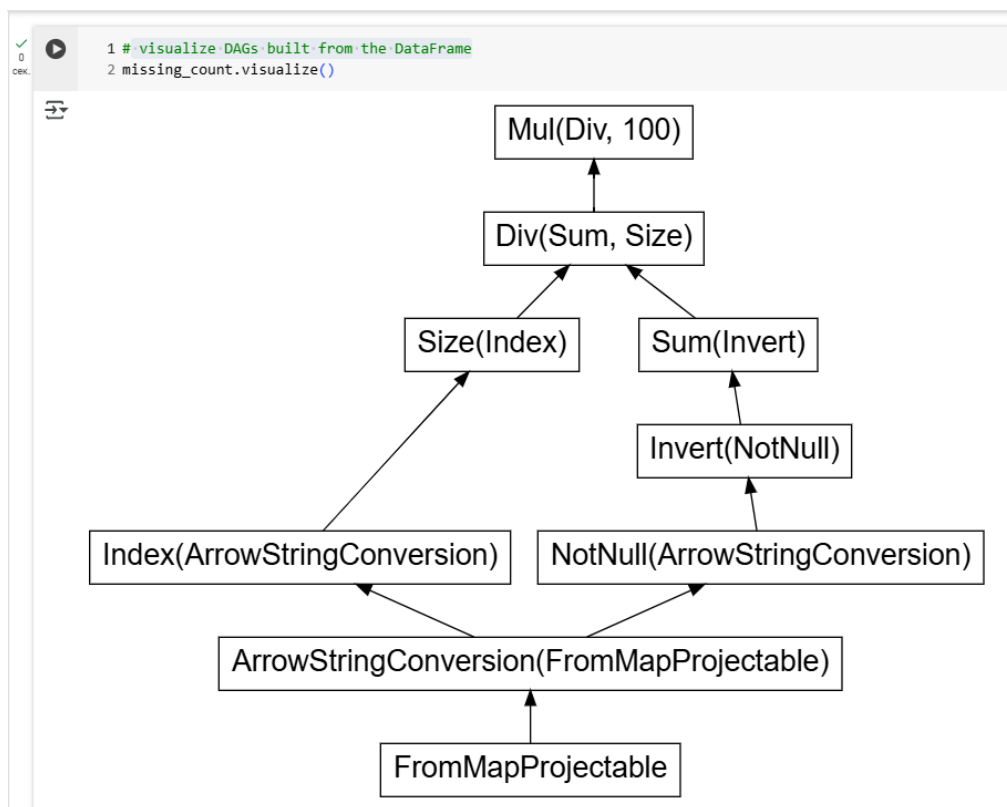 0
сек.
1 # visualize DAGs built from the DataFrame
2 missing_count.visualize()
Mul(Div, 100)
Div(Sum, Size)
Size(Index)
Sum(Invert)
Invert(NotNull)
Index(ArrowStringConversion)
NotNull(ArrowStringConversion)
ArrowStringConversion(FromMapProjectable)
FromMapProjectable